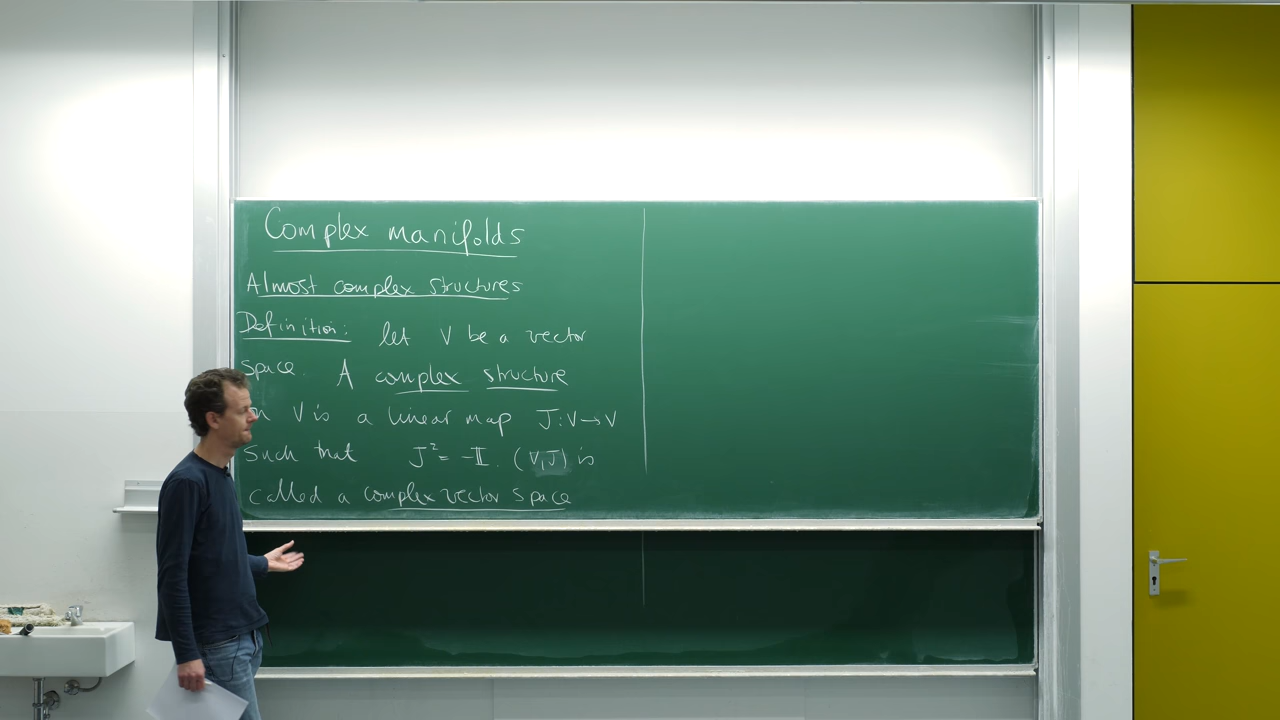 Complex manifolds
Almost complex structures
Definition: let V be a vector
space. A complex structure
V is a linear map J:V→V
such that J² = -𝟙. (V,J) is
called a complex vector space